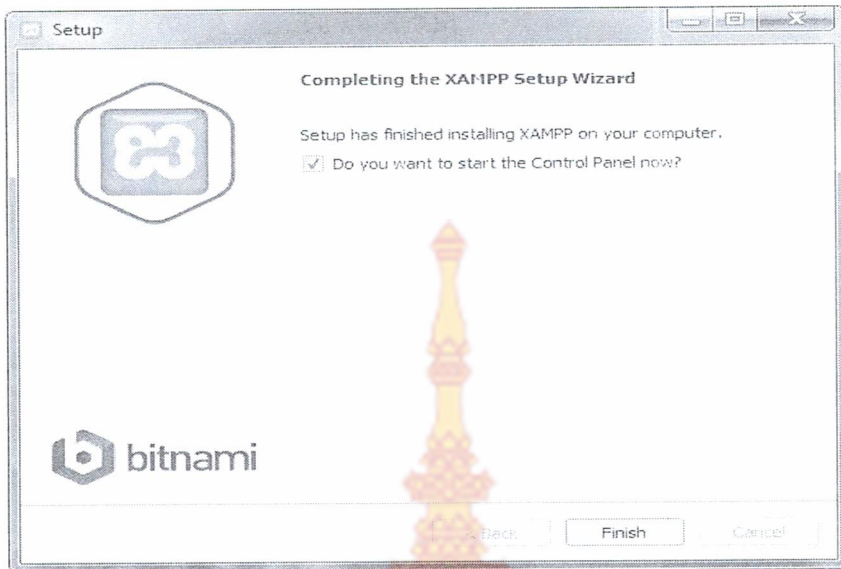 Setup
Completing the XAMPP Setup Wizard
Setup has finished installing XAMPP on your computer.
Do you want to start the Control Panel now?
bitnami
< Back
Finish
Cancel